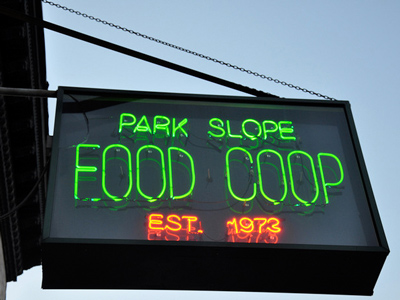 PARK SLOPE
FOOD COOP
EST. 1973